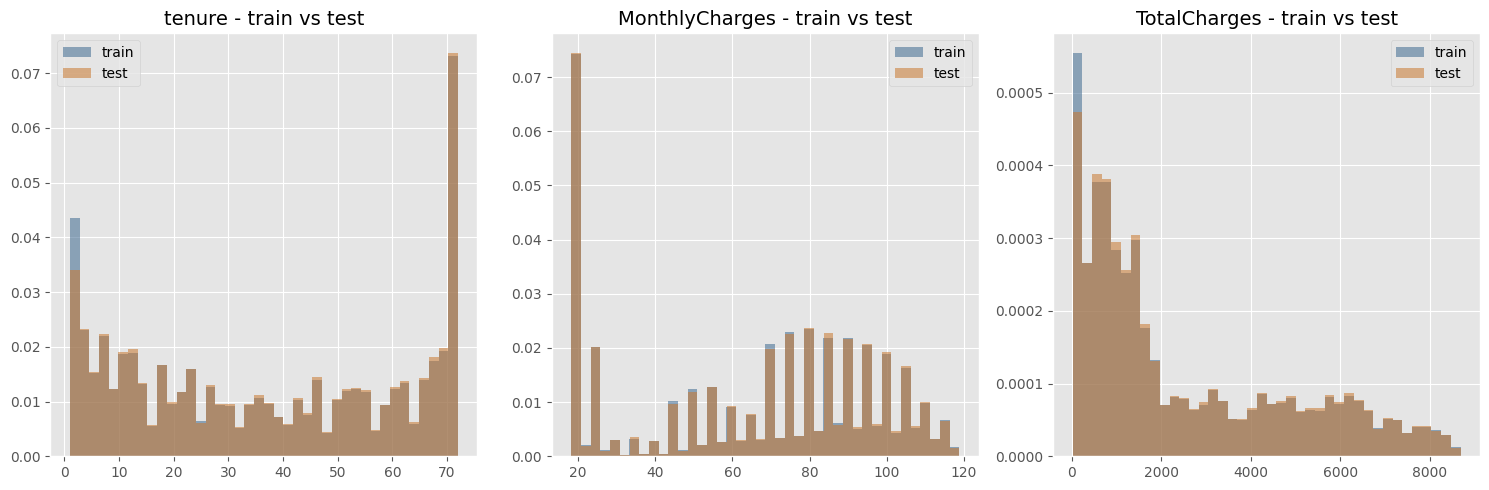 tenure - train vs test
train
test
0.07
0.06
0.05
0.04
0.03
0.02
0.01
0.00
0 10 20 30 40 50 60 70
MonthlyCharges - train vs test
train
test
0.07
0.06
0.05
0.04
0.03
0.02
0.01
0.00
20 40 60 80 100 120
TotalCharges - train vs test
train
test
0.0005
0.0004
0.0003
0.0002
0.0001
0.0000
0 2000 4000 6000 8000